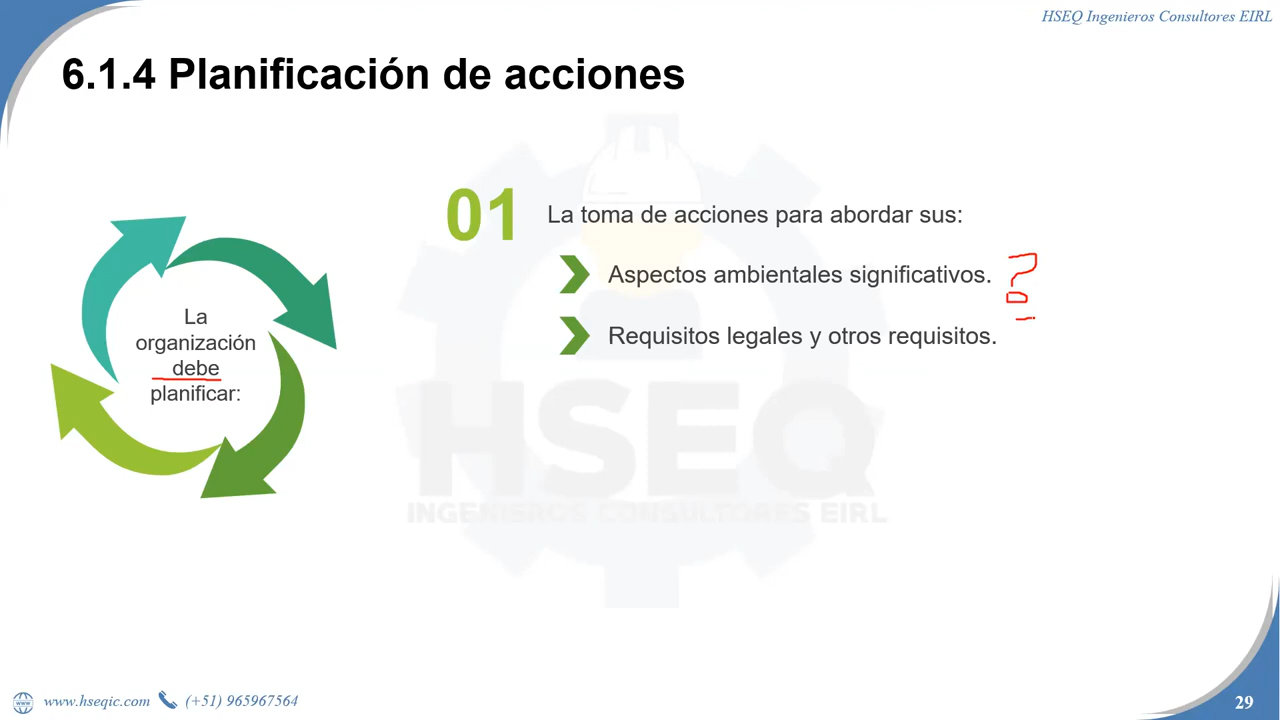 HSEQ Ingenieros Consultores EIRL
6.1.4 Planificación de acciones
01
La toma de acciones para abordar sus:
Aspectos ambientales significativos.
?
Requisitos legales y otros requisitos.
La
organización
debe
planificar:
HSEQ
INGENIEROS CONSULTORES EIRL
www.hseqic.com
(+51) 965967564
29